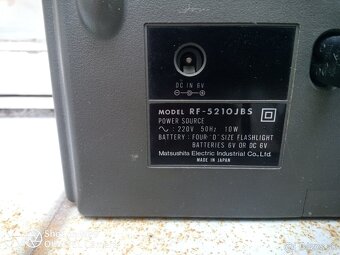 DC IN 6V
MODEL RF-5210JBS
POWER SOURCE
∼: 220V 50Hz 10W
BATTERY: FOUR "D" SIZE FLASHLIGHT
BATTERIES 6V OR DC 6V
Matsushita Electric Industrial Co., Ltd.
MADE IN JAPAN